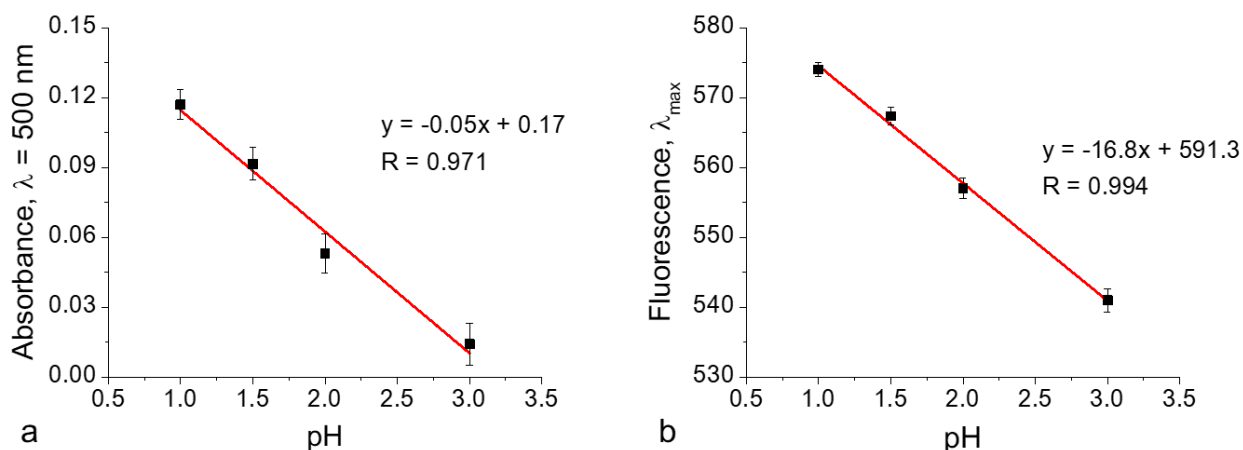 Absorbance, λ = 500 nm
0.15
0.12
0.09
0.06
0.03
0.00
y = -0.05x + 0.17
R = 0.971
0.5 1.0 1.5 2.0 2.5 3.0 3.5
pH
a
Fluorescence, λmax
580
570
560
550
540
530
y = -16.8x + 591.3
R = 0.994
0.5 1.0 1.5 2.0 2.5 3.0 3.5
pH
b